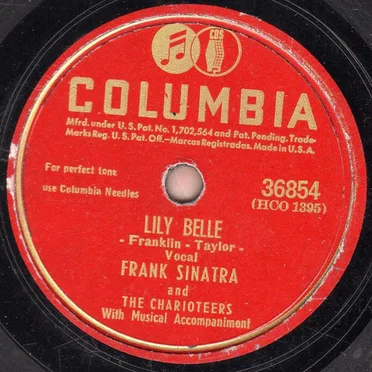 CBS
COLUMBIA
Mfrd. under U.S. Pat. No. 1,702,564 and Pat. Pending. Trade-
Marks Reg. U.S. Pat. Off.—Marcas Registradas. Made in U.S.A.
For perfect tone
use Columbia Needles
36854
(HCO 1395)
LILY BELLE
- Franklin - Taylor -
Vocal
FRANK SINATRA
and
THE CHARIOTEERS
With Musical Accompaniment